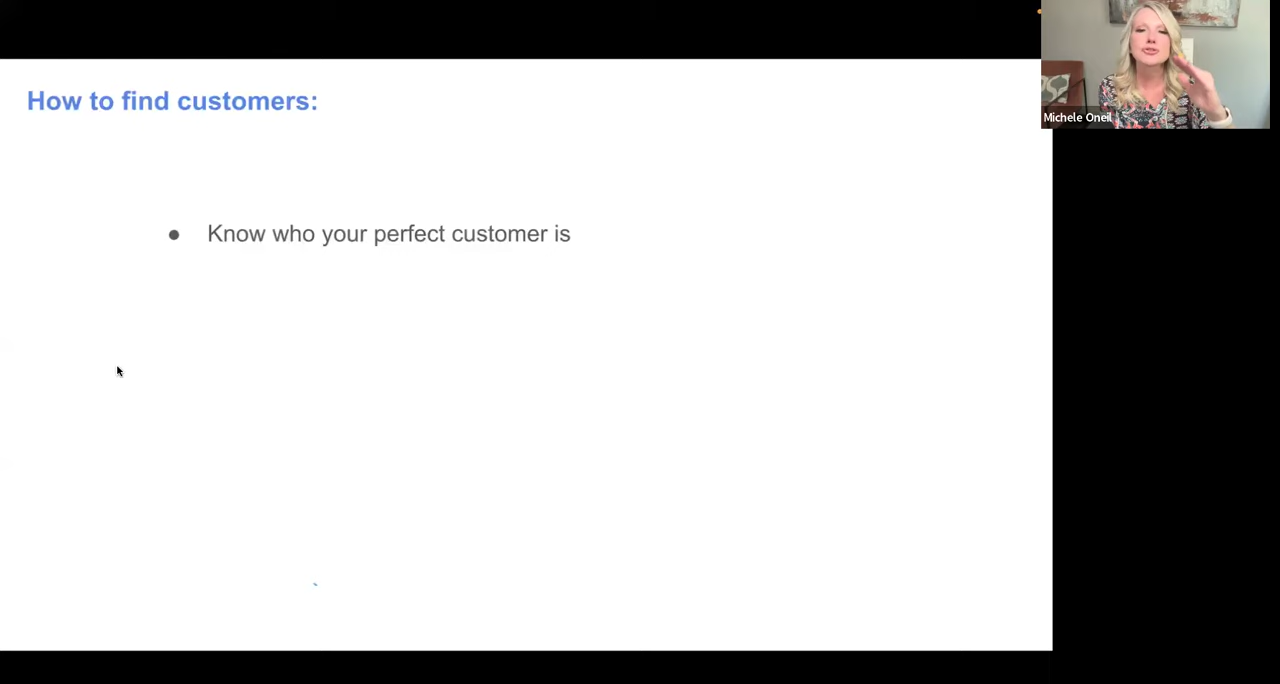 How to find customers:
● Know who your perfect customer is
Michele Oneil